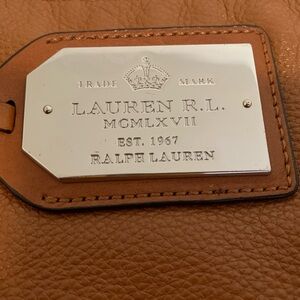 TRADE MARK
LAUREN R.L.
MCMLXVII
EST. 1967
RALPH LAUREN